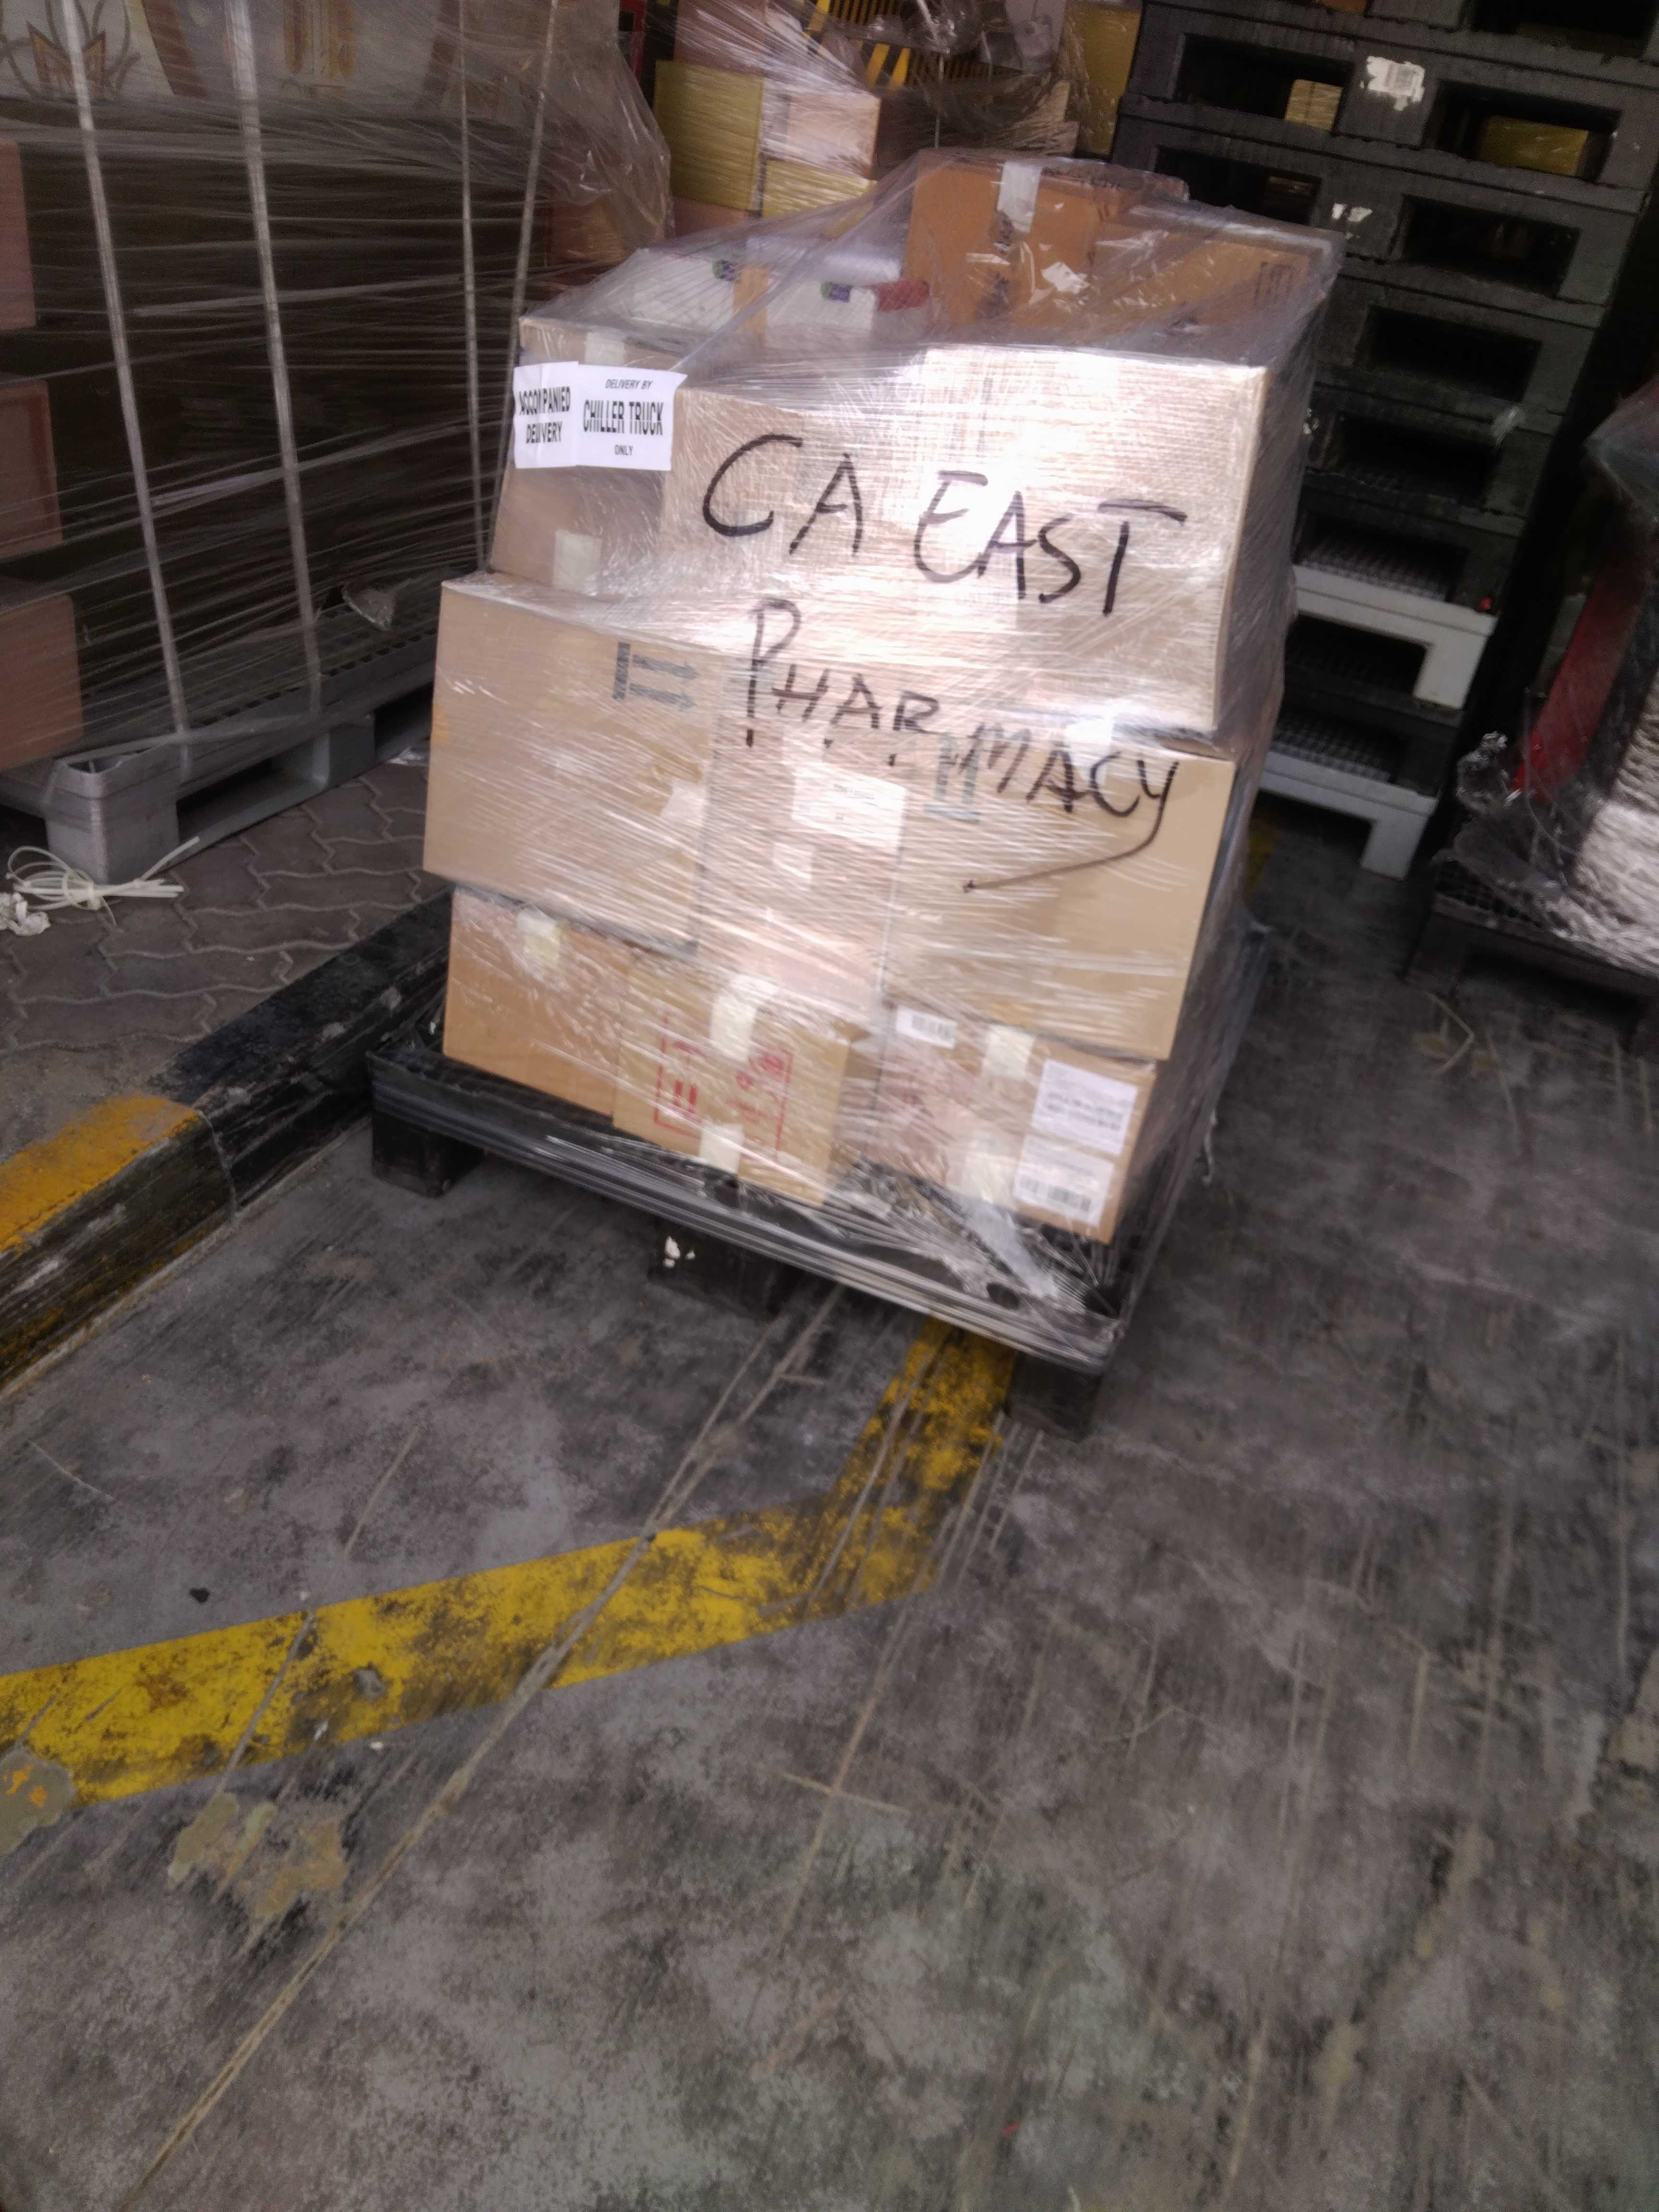 ACCOMPANIED
DELIVERY
DELIVERY BY
CHILLER TRUCK
ONLY
CA EAST
PHARMACY